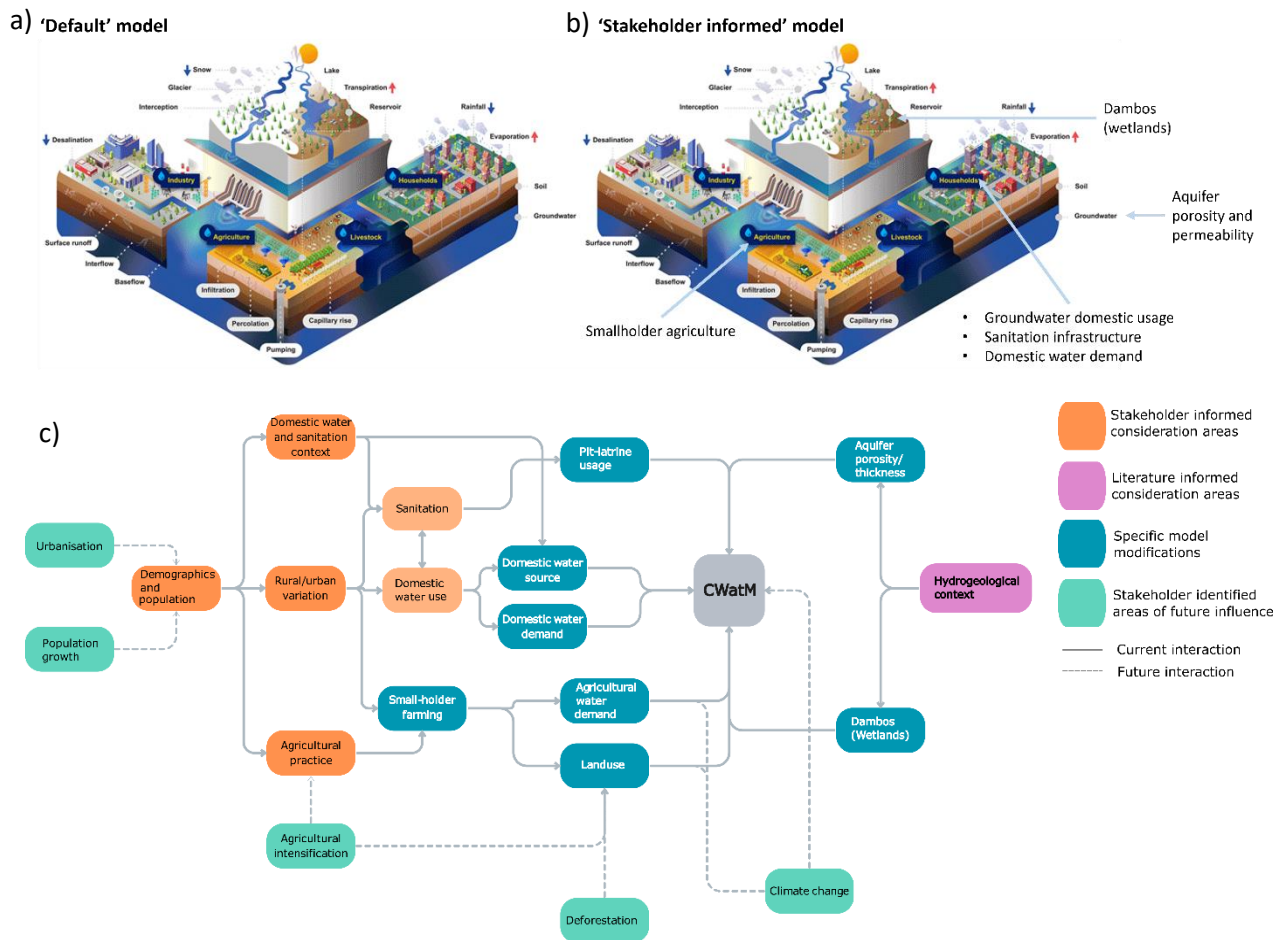 a) 'Default' model
Snow
Lake
Glacier
Transpiration
Interception
Reservoir
Rainfall
Desalination
Evaporation
Industry
Households
Soil
Groundwater
Agriculture
Livestock
Surface runoff
Interflow
Baseflow
Infiltration
Percolation
Capillary rise
Pumping
b) 'Stakeholder informed' model
Snow
Lake
Glacier
Transpiration
Interception
Reservoir
Rainfall
Desalination
Evaporation
Industry
Households
Soil
Groundwater
Agriculture
Livestock
Surface runoff
Interflow
Baseflow
Infiltration
Percolation
Capillary rise
Pumping
Dambos
(wetlands)
Aquifer
porosity and
permeability
Smallholder agriculture
• Groundwater domestic usage
• Sanitation infrastructure
• Domestic water demand
c)
Urbanisation
Population
growth
Demographics
and
population
Domestic water
and sanitation
context
Rural/urban
variation
Agricultural
practice
Agricultural
intensification
Sanitation
Domestic
water use
Small-holder
farming
Pit-latrine
usage
Domestic water
source
Domestic water
demand
Agricultural
water demand
Landuse
Deforestation
CWatM
Climate change
Aquifer
porosity/
thickness
Hydrogeological
context
Dambos
(Wetlands)
Stakeholder informed
consideration areas
Literature informed
consideration areas
Specific model
modifications
Stakeholder identified
areas of future influence
Current interaction
Future interaction